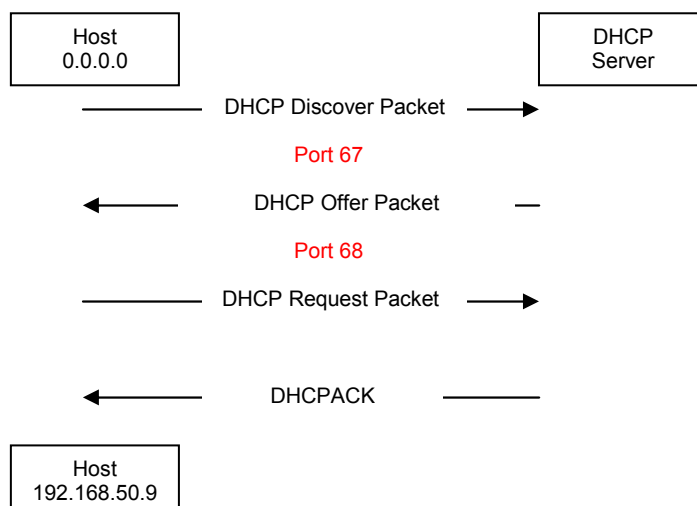 Host
0.0.0.0
DHCP
Server
DHCP Discover Packet
Port 67
DHCP Offer Packet
Port 68
DHCP Request Packet
DHCPACK
Host
192.168.50.9